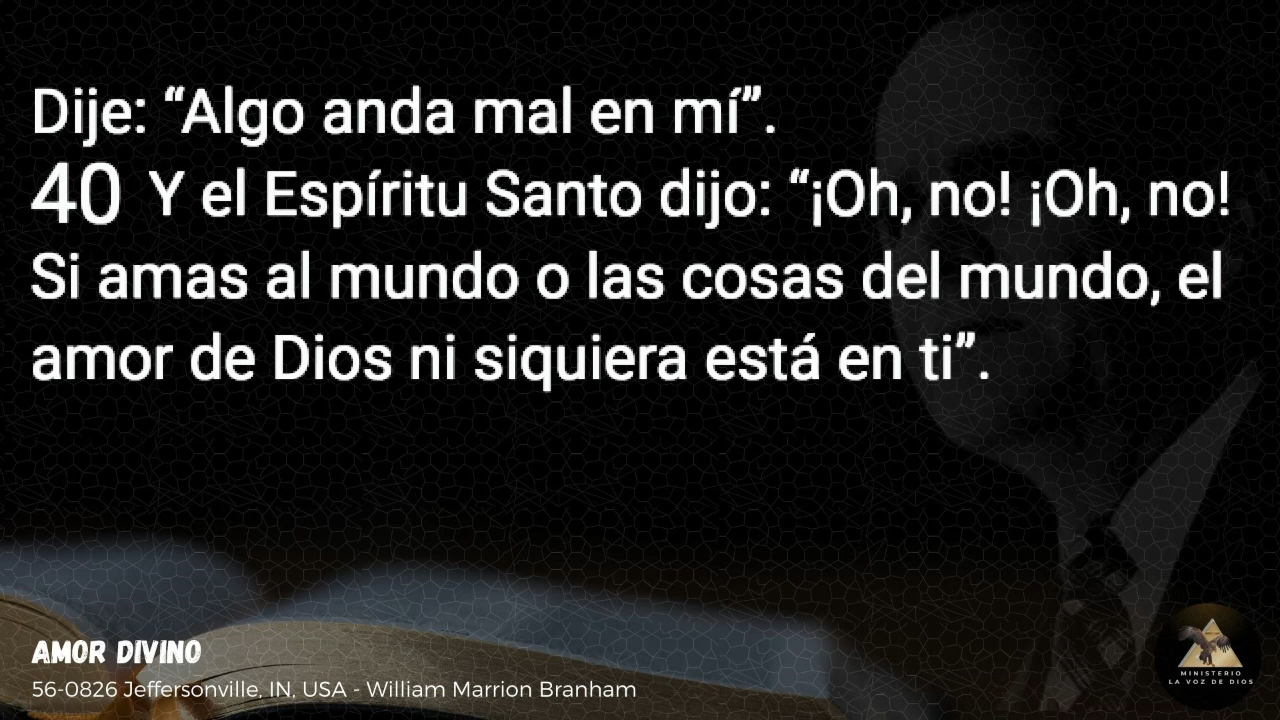 Dije: “Algo anda mal en mí”.
40 Y el Espíritu Santo dijo: “¡Oh, no! ¡Oh, no!
Si amas al mundo o las cosas del mundo, el
amor de Dios ni siquiera está en ti”.
AMOR DIVINO
56-0826 Jeffersonville, IN, USA - William Marrion Branham
MINISTERIO
LA VOZ DE DIOS